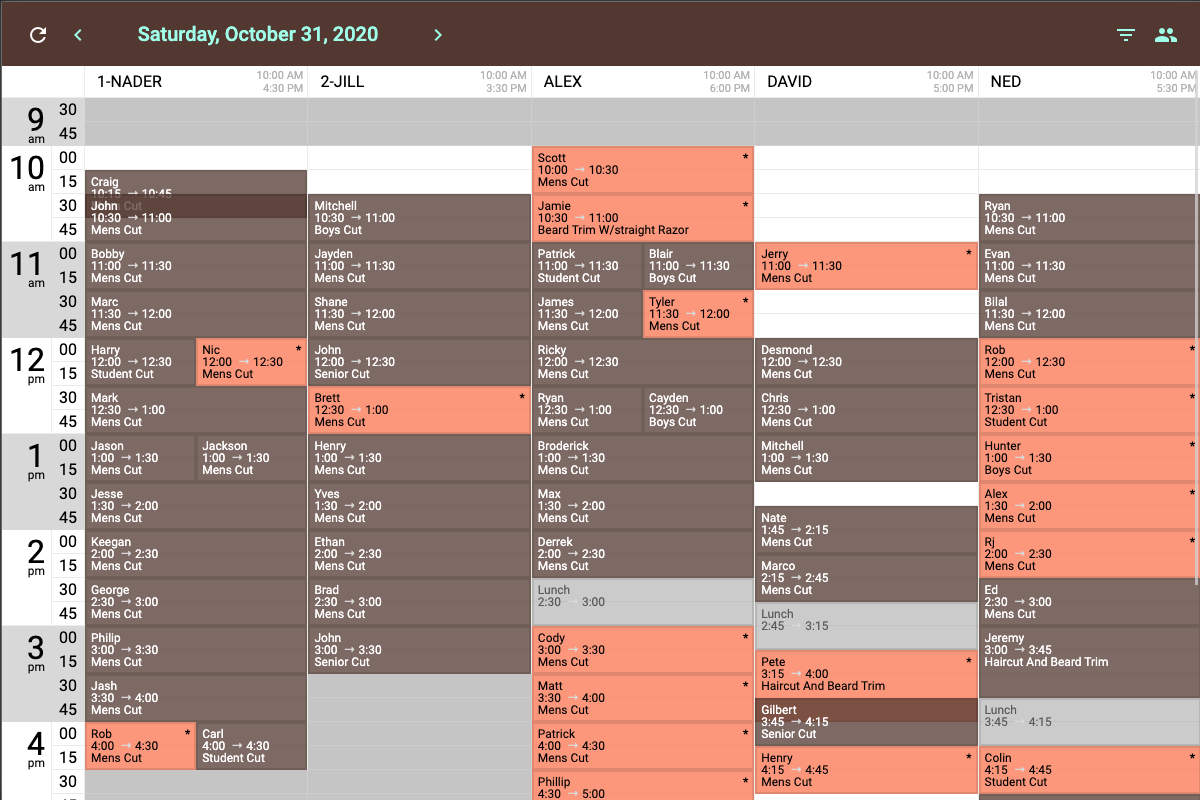 Saturday, October 31, 2020
1-NADER
10:00 AM
4:30 PM
2-JILL
10:00 AM
3:30 PM
ALEX
10:00 AM
6:00 PM
DAVID
10:00 AM
5:00 PM
NED
10:00 AM
5:30 PM
9
am
30
45
10
am
00
15
30
45
11
am
00
15
30
45
12
pm
00
15
30
45
1
pm
00
15
30
45
2
pm
00
15
30
45
3
pm
00
15
30
45
4
pm
00
15
30
Craig
10:15 → 10:45
John Cut
10:30 → 11:00
Mens Cut
Bobby
11:00 → 11:30
Mens Cut
Marc
11:30 → 12:00
Mens Cut
Harry
12:00 → 12:30
Student Cut
Nic *
12:00 → 12:30
Mens Cut
Mark
12:30 → 1:00
Mens Cut
Jason
1:00 → 1:30
Mens Cut
Jackson
1:00 → 1:30
Mens Cut
Jesse
1:30 → 2:00
Mens Cut
Keegan
2:00 → 2:30
Mens Cut
George
2:30 → 3:00
Mens Cut
Philip
3:00 → 3:30
Mens Cut
Jash
3:30 → 4:00
Mens Cut
Rob *
4:00 → 4:30
Mens Cut
Carl
4:00 → 4:30
Student Cut
Mitchell
10:30 → 11:00
Boys Cut
Jayden
11:00 → 11:30
Mens Cut
Shane
11:30 → 12:00
Mens Cut
John
12:00 → 12:30
Senior Cut
Brett *
12:30 → 1:00
Mens Cut
Henry
1:00 → 1:30
Mens Cut
Yves
1:30 → 2:00
Mens Cut
Ethan
2:00 → 2:30
Mens Cut
Brad
2:30 → 3:00
Mens Cut
John
3:00 → 3:30
Senior Cut
Scott *
10:00 → 10:30
Mens Cut
Jamie *
10:30 → 11:00
Beard Trim W/straight Razor
Patrick
11:00 → 11:30
Student Cut
Blair
11:00 → 11:30
Boys Cut
James
11:30 → 12:00
Mens Cut
Tyler *
11:30 → 12:00
Mens Cut
Ricky
12:00 → 12:30
Mens Cut
Ryan
12:30 → 1:00
Mens Cut
Cayden
12:30 → 1:00
Boys Cut
Broderick
1:00 → 1:30
Mens Cut
Max
1:30 → 2:00
Mens Cut
Derrek
2:00 → 2:30
Mens Cut
Lunch
2:30 → 3:00
Cody *
3:00 → 3:30
Mens Cut
Matt *
3:30 → 4:00
Mens Cut
Patrick *
4:00 → 4:30
Mens Cut
Phillip *
4:30 → 5:00
Jerry *
11:00 → 11:30
Mens Cut
Desmond
12:00 → 12:30
Mens Cut
Chris
12:30 → 1:00
Mens Cut
Mitchell
1:00 → 1:30
Mens Cut
Nate
1:45 → 2:15
Mens Cut
Marco
2:15 → 2:45
Mens Cut
Lunch
2:45 → 3:15
Pete *
3:15 → 4:00
Haircut And Beard Trim
Gilbert
3:45 → 4:15
Senior Cut
Henry *
4:15 → 4:45
Mens Cut
Ryan
10:30 → 11:00
Mens Cut
Evan
11:00 → 11:30
Mens Cut
Bilal
11:30 → 12:00
Mens Cut
Rob *
12:00 → 12:30
Mens Cut
Tristan *
12:30 → 1:00
Student Cut
Hunter *
1:00 → 1:30
Boys Cut
Alex *
1:30 → 2:00
Mens Cut
Rj *
2:00 → 2:30
Mens Cut
Ed
2:30 → 3:00
Mens Cut
Jeremy
3:00 → 3:45
Haircut And Beard Trim
Lunch
3:45 → 4:15
Colin *
4:15 → 4:45
Student Cut